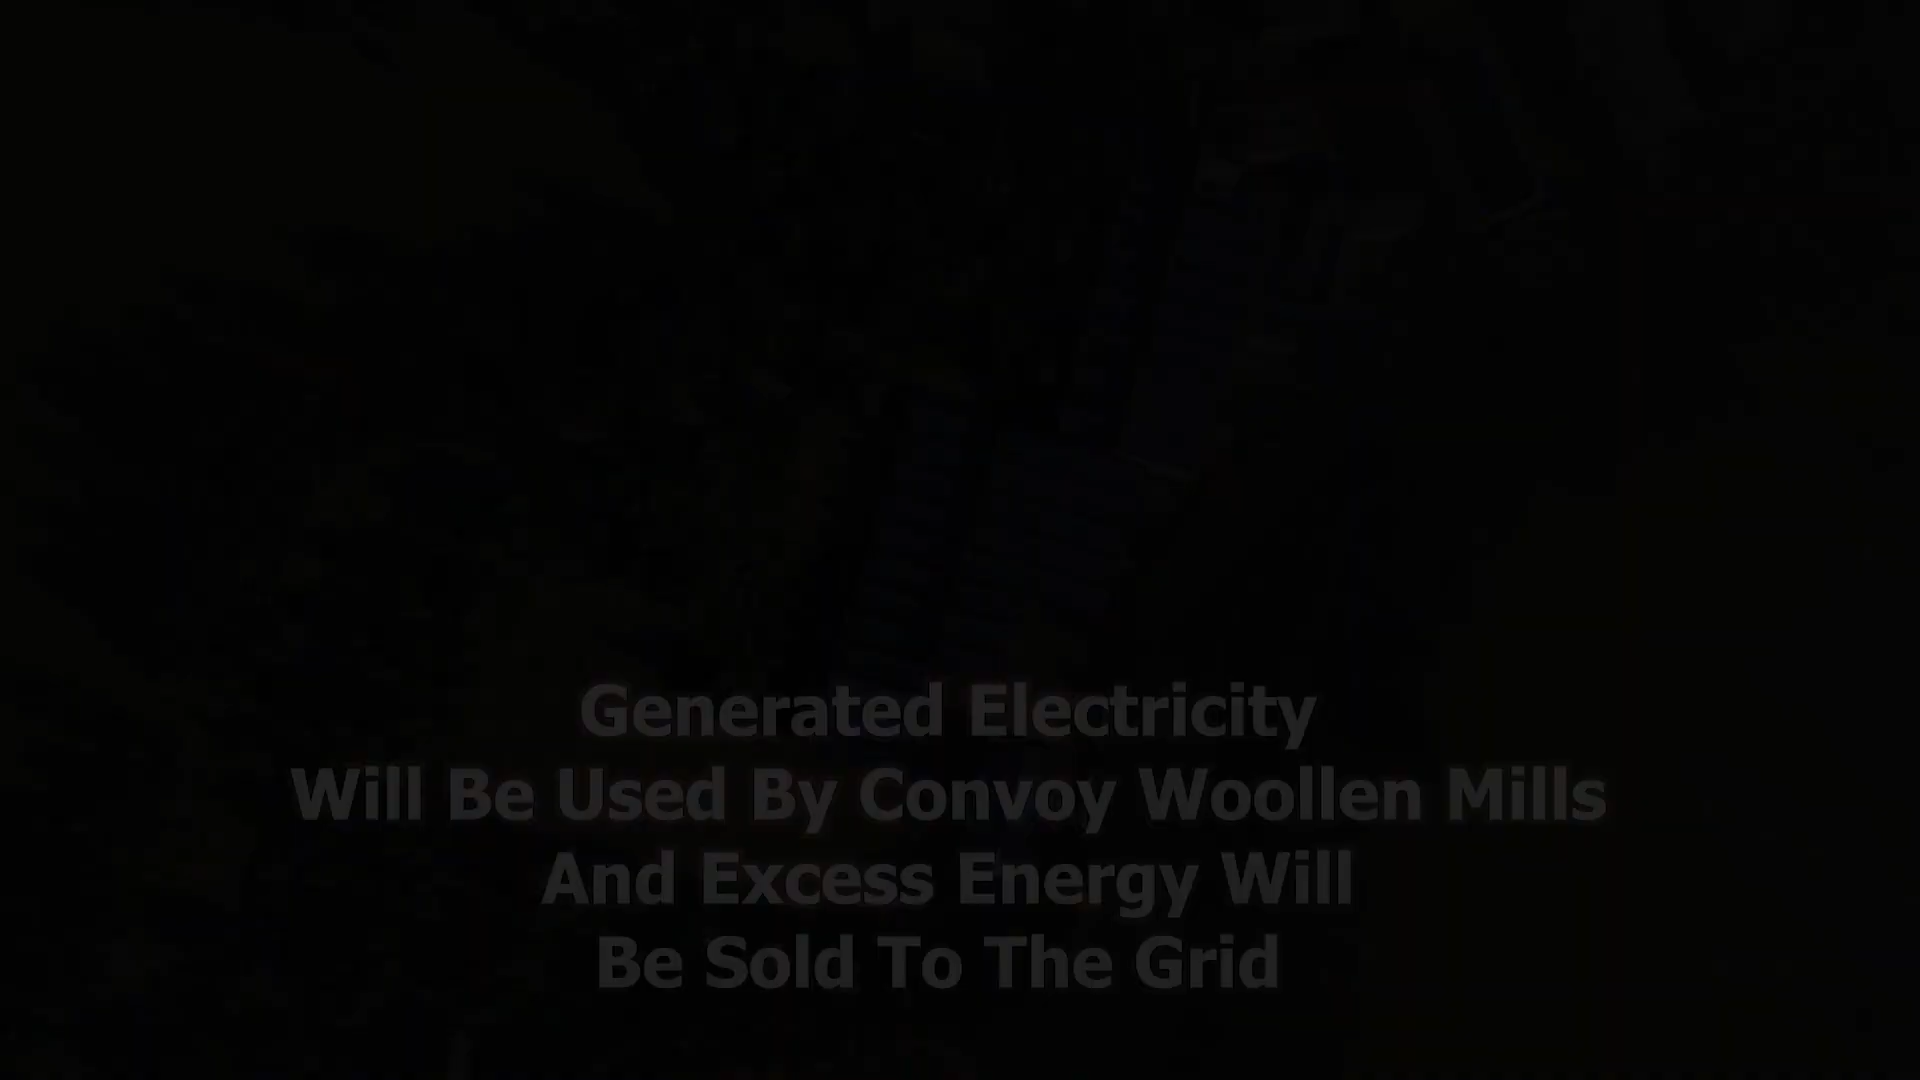 Generated Electricity
Will Be Used By Convoy Woollen Mills
And Excess Energy Will
Be Sold To The Grid